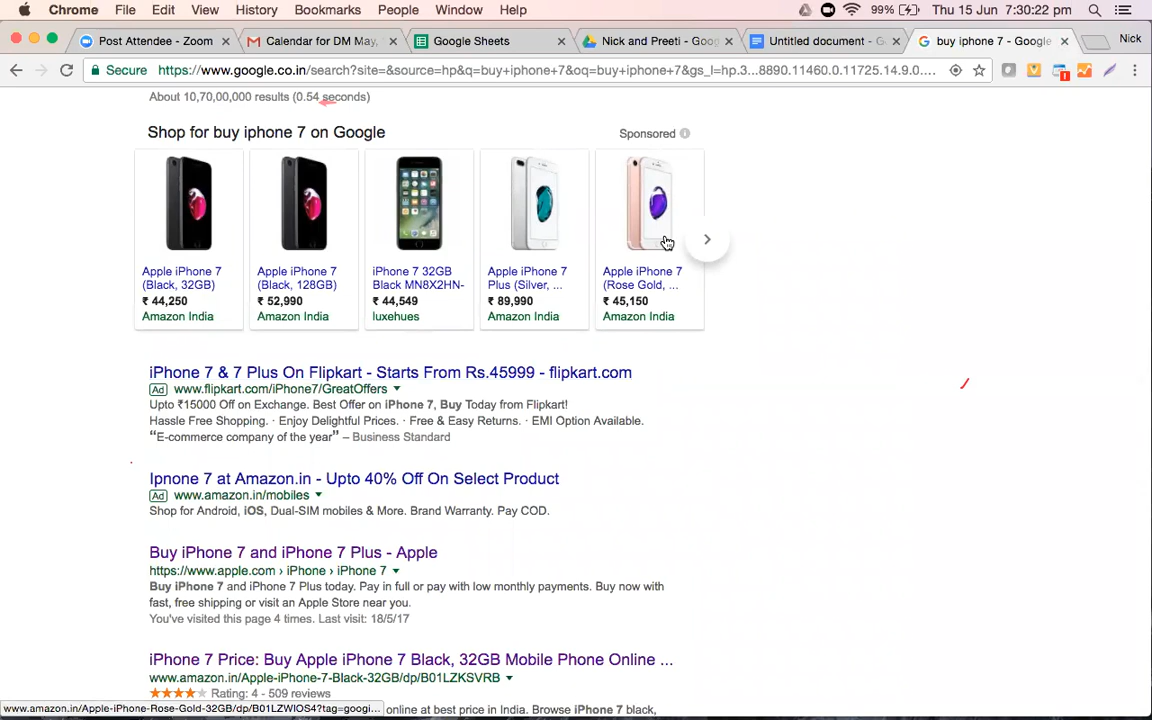 Chrome File Edit View History Bookmarks People Window Help 99% Thu 15 Jun 7:30:22 pm
Post Attendee - Zoom Calendar for DM May, Google Sheets Nick and Preeti - Goo Untitled document - G buy iphone 7 - Google Nick
Secure https://www.google.co.in/search?site=&source=hp&q=buy+iphone+7&oq=buy+iphone+7&gs_l=hp.3...8890.11460.0.11725.14.9.0....
About 10,70,00,000 results (0.54 seconds)
Shop for buy iphone 7 on Google Sponsored
Apple iPhone 7 Apple iPhone 7 iPhone 7 32GB Apple iPhone 7 Apple iPhone 7
(Black, 32GB) (Black, 128GB) Black MN8X2HN- Plus (Silver, ... (Rose Gold, ...
₹ 44,250 ₹ 52,990 ₹ 44,549 ₹ 89,990 ₹ 45,150
Amazon India Amazon India luxehues Amazon India Amazon India
iPhone 7 & 7 Plus On Flipkart - Starts From Rs.45999 - flipkart.com
Ad www.flipkart.com/iPhone7/GreatOffers
Upto ₹15000 Off on Exchange. Best Offer on iPhone 7, Buy Today from Flipkart!
Hassle Free Shipping. · Enjoy Delightful Prices. · Free & Easy Returns. · EMI Option Available.
"E-commerce company of the year" – Business Standard
Ipnone 7 at Amazon.in - Upto 40% Off On Select Product
Ad www.amazon.in/mobiles
Shop for Android, iOS, Dual-SIM mobiles & More. Brand Warranty. Pay COD.
Buy iPhone 7 and iPhone 7 Plus - Apple
https://www.apple.com › iPhone › iPhone 7
Buy iPhone 7 and iPhone 7 Plus today. Pay in full or pay with low monthly payments. Buy now with
fast, free shipping or visit an Apple Store near you.
You've visited this page 4 times. Last visit: 18/5/17
iPhone 7 Price: Buy Apple iPhone 7 Black, 32GB Mobile Phone Online ...
www.amazon.in/Apple-iPhone-7-Black-32GB/dp/B01LZKSVRB
Rating: 4 - 509 reviews
www.amazon.in/Apple-iPhone-Rose-Gold-32GB/dp/B01LZWIOS4?tag=googi... online at best price in India. Browse iPhone 7 black,